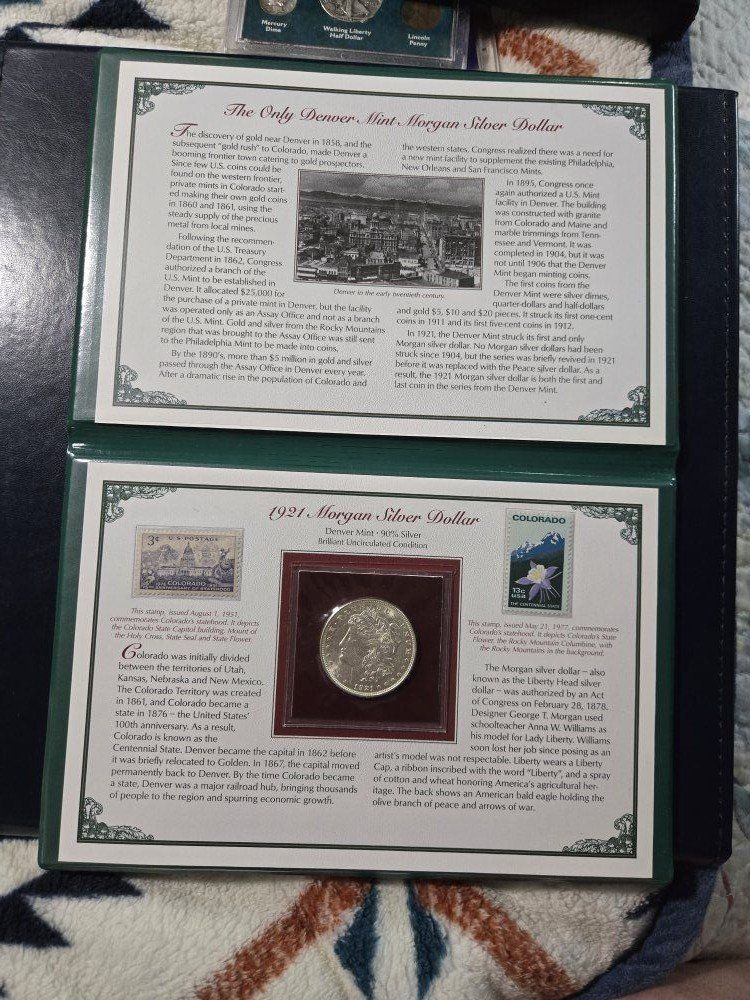 Mercury
Dime
Walking Liberty
Half Dollar
Lincoln
Penny
The Only Denver Mint Morgan Silver Dollar
The discovery of gold near Denver in 1858, and the
subsequent "gold rush" to Colorado, made Denver a
booming frontier town catering to gold prospectors.
Since few U.S. coins could be
found on the western frontier,
private mints in Colorado start-
ed making their own gold coins
in 1860 and 1861, using the
steady supply of the precious
metal from local mines.
Following the recommen-
dation of the U.S. Treasury
Department in 1862, Congress
authorized a branch of the
U.S. Mint to be established in
Denver. It allocated $25,000 for
the purchase of a private mint in Denver, but the facility
was operated only as an Assay Office and not as a branch
of the U.S. Mint. Gold and silver from the Rocky Mountains
region that was brought to the Assay Office was still sent
to the Philadelphia Mint to be made into coins.
By the 1890's, more than $5 million in gold and silver
passed through the Assay Office in Denver every year.
After a dramatic rise in the population of Colorado and
the western states, Congress realized there was a need for
a new mint facility to supplement the existing Philadelphia,
New Orleans and San Francisco Mints.
In 1895, Congress once
again authorized a U.S. Mint
facility in Denver. The building
was constructed with granite
from Colorado and Maine and
marble trimmings from Tenn-
essee and Vermont. It was
completed in 1904, but it was
not until 1906 that the Denver
Mint began minting coins.
The first coins from the
Denver Mint were silver dimes,
quarter-dollars and half-dollars
and gold $5, $10 and $20 pieces. It struck its first one-cent
coins in 1911 and its first five-cent coins in 1912.
In 1921, the Denver Mint struck its first and only
Morgan silver dollar. No Morgan silver dollars had been
struck since 1904, but the series was briefly revived in 1921
before it was replaced with the Peace silver dollar. As a
result, the 1921 Morgan silver dollar is both the first and
last coin in the series from the Denver Mint.
Denver in the early twentieth century.
1921 Morgan Silver Dollar
Denver Mint · 90% Silver
Brilliant Uncirculated Condition
U.S. POSTAGE
3¢
COLORADO
ANNIVERSARY OF STATEHOOD
This stamp, issued August 1, 1951,
commemorates Colorado's statehood. It depicts
the Colorado State Capitol building, Mount of
the Holy Cross, State Seal and State Flower.
COLORADO
13c
usa
THE CENTENNIAL STATE
This stamp, issued May 21, 1977, commemorates
Colorado's statehood. It depicts Colorado's State
Flower, the Rocky Mountain Columbine, with
the Rocky Mountains in the background.
1921
Colorado was initially divided
between the territories of Utah,
Kansas, Nebraska and New Mexico.
The Colorado Territory was created
in 1861, and Colorado became a
state in 1876 – the United States'
100th anniversary. As a result,
Colorado is known as the
Centennial State. Denver became the capital in 1862 before
it was briefly relocated to Golden. In 1867, the capital moved
permanently back to Denver. By the time Colorado became
a state, Denver was a major railroad hub, bringing thousands
of people to the region and spurring economic growth.
The Morgan silver dollar – also
known as the Liberty Head silver
dollar – was authorized by an Act
of Congress on February 28, 1878.
Designer George T. Morgan used
schoolteacher Anna W. Williams as
his model for Lady Liberty. Williams
soon lost her job since posing as an
artist's model was not respectable. Liberty wears a Liberty
Cap, a ribbon inscribed with the word "Liberty", and a spray
of cotton and wheat honoring America's agricultural her-
itage. The back shows an American bald eagle holding the
olive branch of peace and arrows of war.